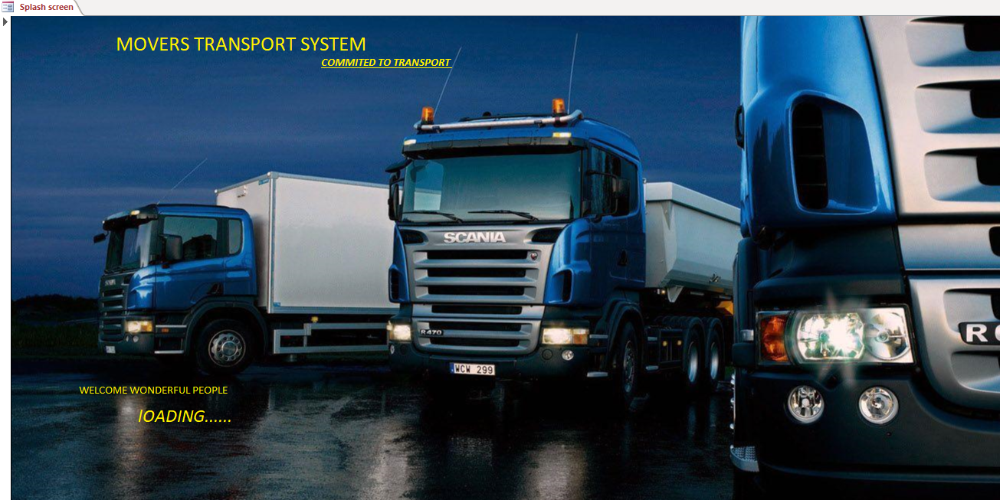 Splash screen
MOVERS TRANSPORT SYSTEM
COMMITED TO TRANSPORT
SCANIA
R470
WCW 299
R
WELCOME WONDERFUL PEOPLE
lOADING......